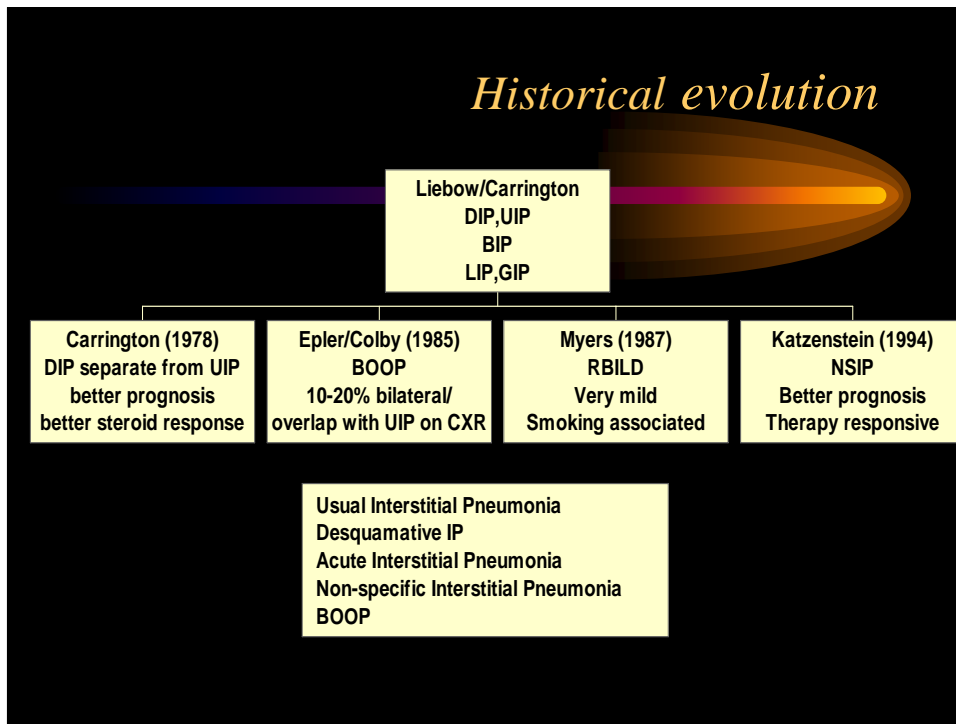 Historical evolution
Liebow/Carrington
DIP,UIP
BIP
LIP,GIP
Carrington (1978)
DIP separate from UIP
better prognosis
better steroid response
Epler/Colby (1985)
BOOP
10-20% bilateral/
overlap with UIP on CXR
Myers (1987)
RBILD
Very mild
Smoking associated
Katzenstein (1994)
NSIP
Better prognosis
Therapy responsive
Usual Interstitial Pneumonia
Desquamative IP
Acute Interstitial Pneumonia
Non-specific Interstitial Pneumonia
BOOP